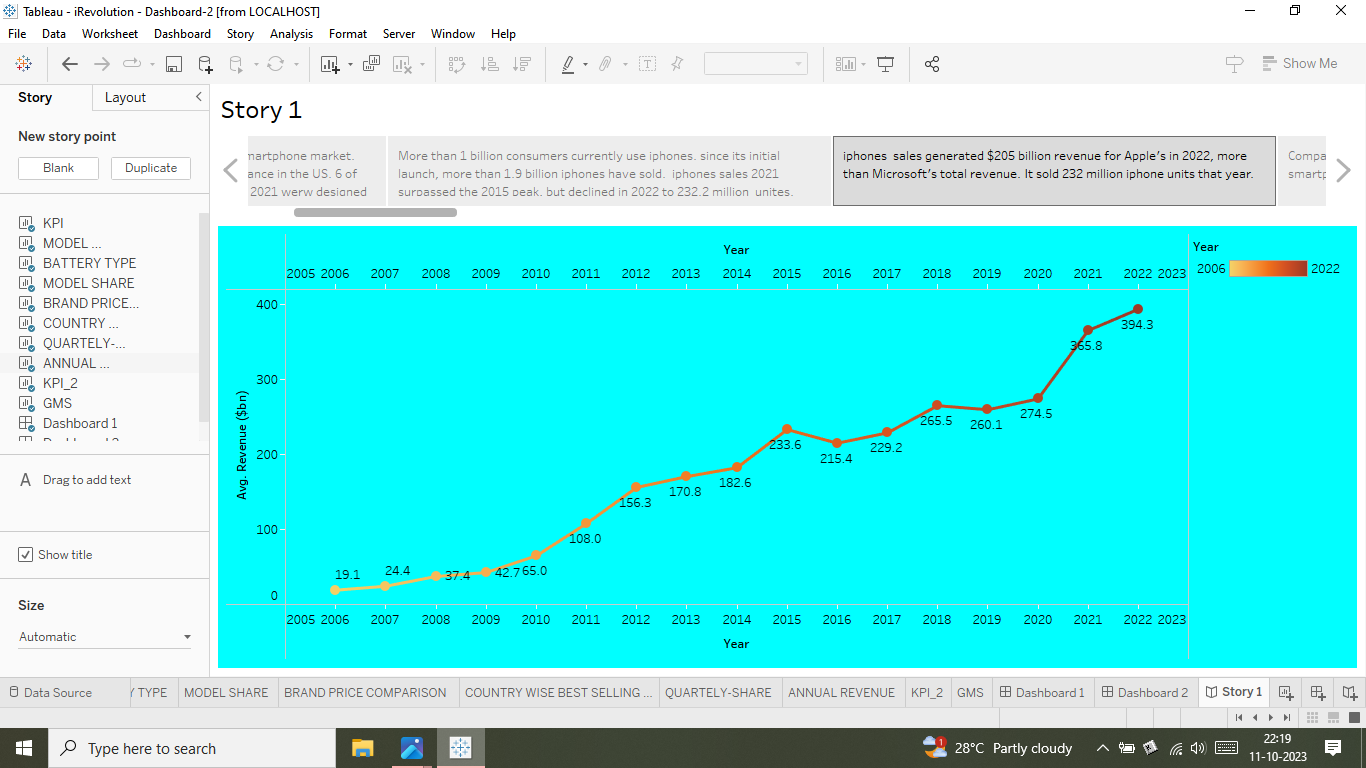 Tableau - iRevolution - Dashboard-2 [from LOCALHOST]
File Data Worksheet Dashboard Story Analysis Format Server Window Help
Show Me
Story Layout
New story point
Blank Duplicate
KPI
MODEL ...
BATTERY TYPE
MODEL SHARE
BRAND PRICE...
COUNTRY ...
QUARTELY-...
ANNUAL ...
KPI_2
GMS
Dashboard 1
A Drag to add text
Show title
Size
Automatic
Story 1
martphone market.
ance in the US. 6 of
2021 werw designed
More than 1 billion consumers currently use iphones. since its initial
launch, more than 1.9 billion iphones have sold. iphones sales 2021
surpassed the 2015 peak. but declined in 2022 to 232.2 million unites.
iphones sales generated $205 billion revenue for Apple's in 2022, more
than Microsoft's total revenue. It sold 232 million iphone units that year.
Compa
smartp
Year
2005 2006 2007 2008 2009 2010 2011 2012 2013 2014 2015 2016 2017 2018 2019 2020 2021 2022 2023
Year
2006 2022
Avg. Revenue ($bn)
400
300
200
100
0
19.1
24.4
37.4
42.7
65.0
108.0
156.3
170.8
182.6
233.6
215.4
229.2
265.5
260.1
274.5
365.8
394.3
2005 2006 2007 2008 2009 2010 2011 2012 2013 2014 2015 2016 2017 2018 2019 2020 2021 2022 2023
Year
Data Source Y TYPE MODEL SHARE BRAND PRICE COMPARISON COUNTRY WISE BEST SELLING ... QUARTELY-SHARE ANNUAL REVENUE KPI_2 GMS Dashboard 1 Dashboard 2 Story 1
Type here to search
1
28°C Partly cloudy
22:19
11-10-2023